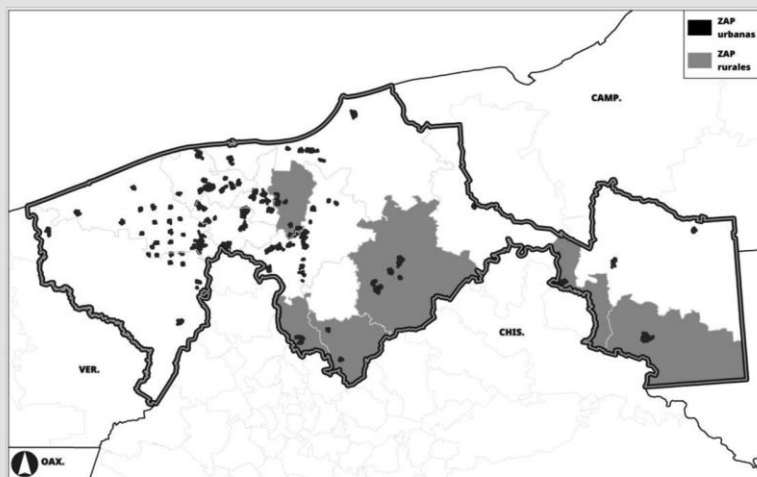 ZAP
urbanas
ZAP
rurales
CAMP.
CHIS.
VER.
OAX.